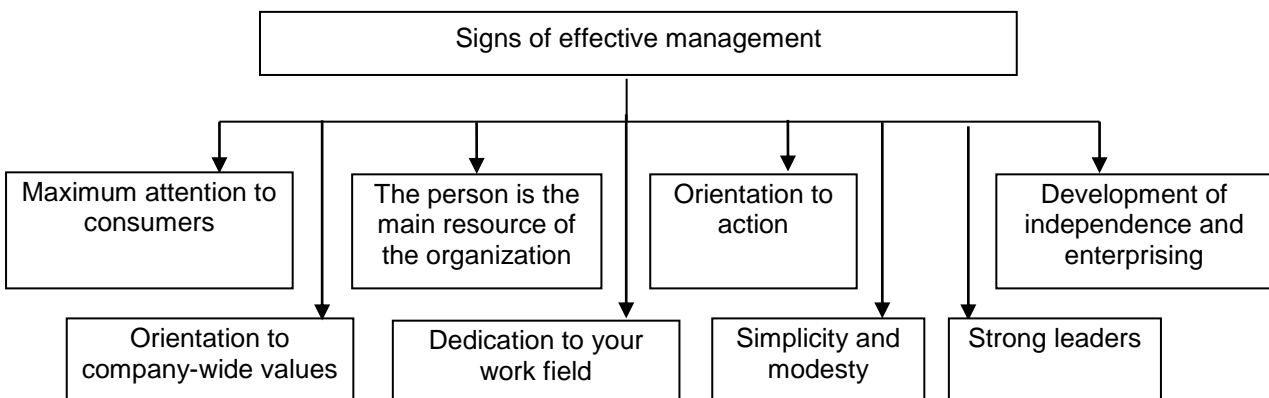 Signs of effective management
Maximum attention to
consumers
The person is the
main resource of
the organization
Orientation to
action
Development of
independence and
enterprising
Orientation to
company-wide values
Dedication to your
work field
Simplicity and
modesty
Strong leaders